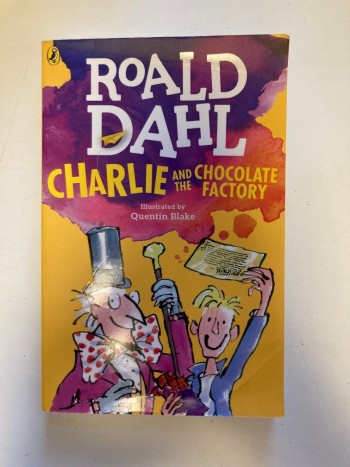 ROALD
DAHL
CHARLIE AND THE CHOCOLATE FACTORY
Illustrated by
Quentin Blake